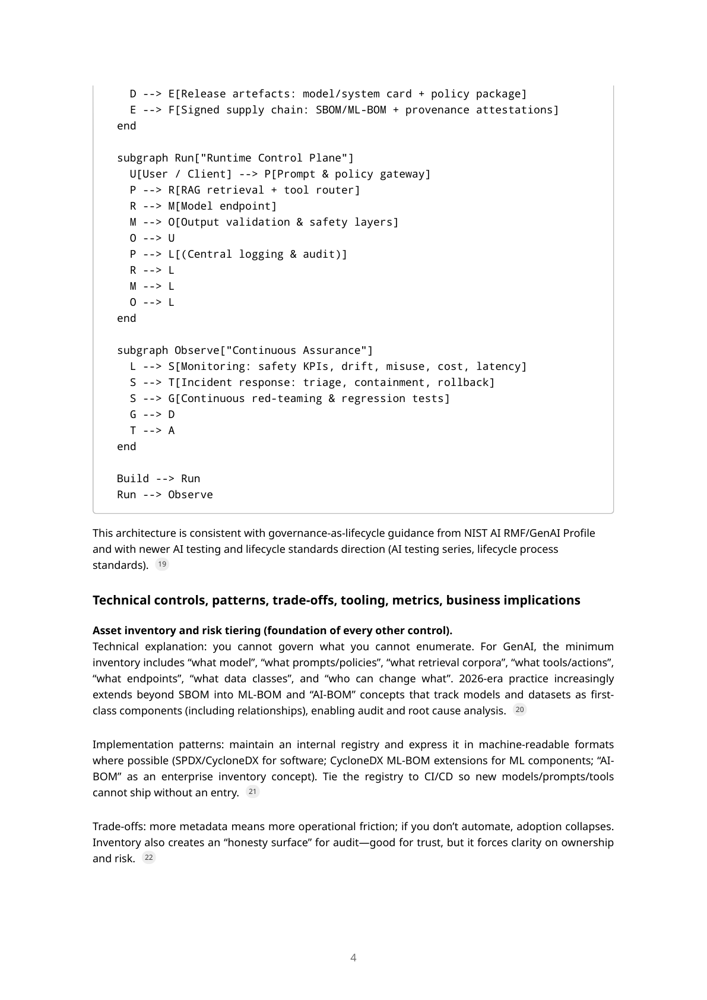 D --> E[Release artefacts: model/system card + policy package]
E --> F[Signed supply chain: SBOM/ML-BOM + provenance attestations]
end
subgraph Run["Runtime Control Plane"]
U[User / Client] --> P[Prompt & policy gateway]
P --> R[RAG retrieval + tool router]
R --> M[Model endpoint]
M --> O[Output validation & safety layers]
O --> U
P --> L[(Central logging & audit)]
R --> L
M --> L
O --> L
end
subgraph Observe["Continuous Assurance"]
L --> S[Monitoring: safety KPIs, drift, misuse, cost, latency]
S --> T[Incident response: triage, containment, rollback]
S --> G[Continuous red-teaming & regression tests]
G --> D
T --> A
end
Build --> Run
Run --> Observe
This architecture is consistent with governance-as-lifecycle guidance from NIST AI RMF/GenAI Profile
and with newer AI testing and lifecycle standards direction (AI testing series, lifecycle process
standards). 19
Technical controls, patterns, trade-offs, tooling, metrics, business implications
Asset inventory and risk tiering (foundation of every other control).
Technical explanation: you cannot govern what you cannot enumerate. For GenAI, the minimum
inventory includes “what model”, “what prompts/policies”, “what retrieval corpora”, “what tools/actions”,
“what endpoints”, “what data classes”, and “who can change what”. 2026-era practice increasingly
extends beyond SBOM into ML-BOM and “AI-BOM” concepts that track models and datasets as first-
class components (including relationships), enabling audit and root cause analysis. 20
Implementation patterns: maintain an internal registry and express it in machine-readable formats
where possible (SPDX/CycloneDX for software; CycloneDX ML-BOM extensions for ML components; “AI-
BOM” as an enterprise inventory concept). Tie the registry to CI/CD so new models/prompts/tools
cannot ship without an entry. 21
Trade-offs: more metadata means more operational friction; if you don’t automate, adoption collapses.
Inventory also creates an “honesty surface” for audit—good for trust, but it forces clarity on ownership
and risk. 22
4